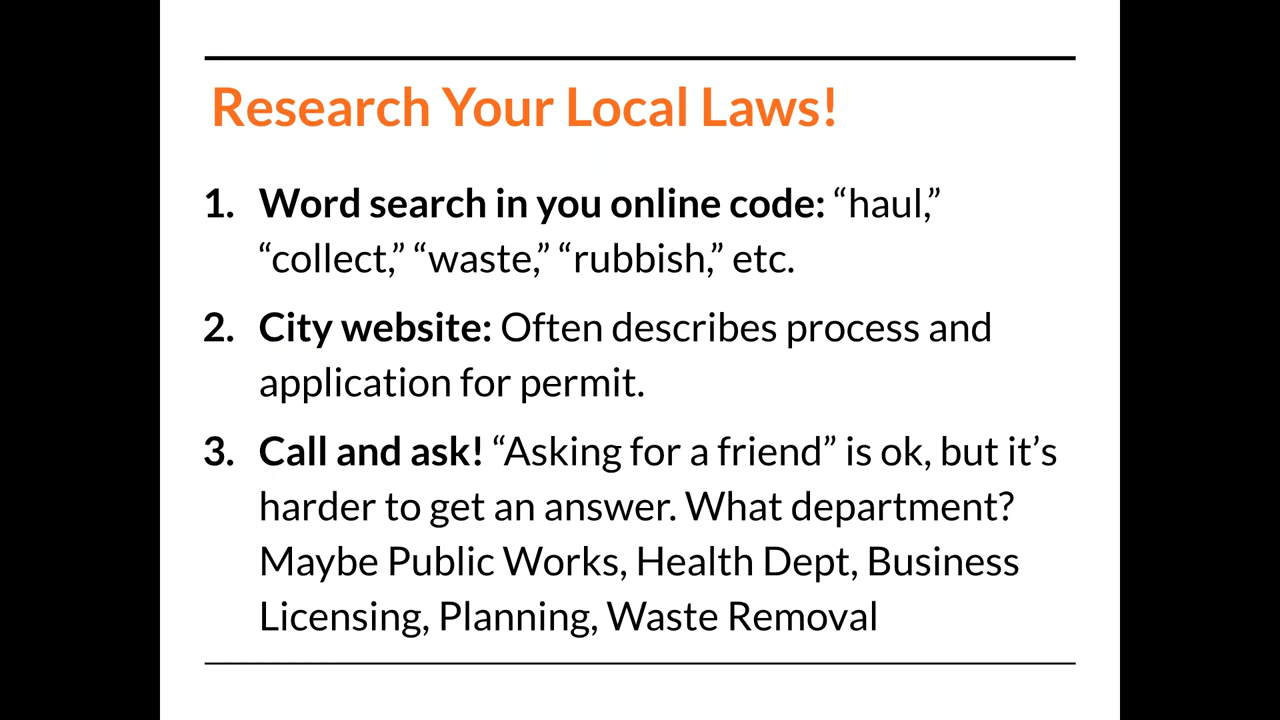 Research Your Local Laws!
1. Word search in you online code: “haul,”
“collect,” “waste,” “rubbish,” etc.
2. City website: Often describes process and
application for permit.
3. Call and ask! “Asking for a friend” is ok, but it’s
harder to get an answer. What department?
Maybe Public Works, Health Dept, Business
Licensing, Planning, Waste Removal